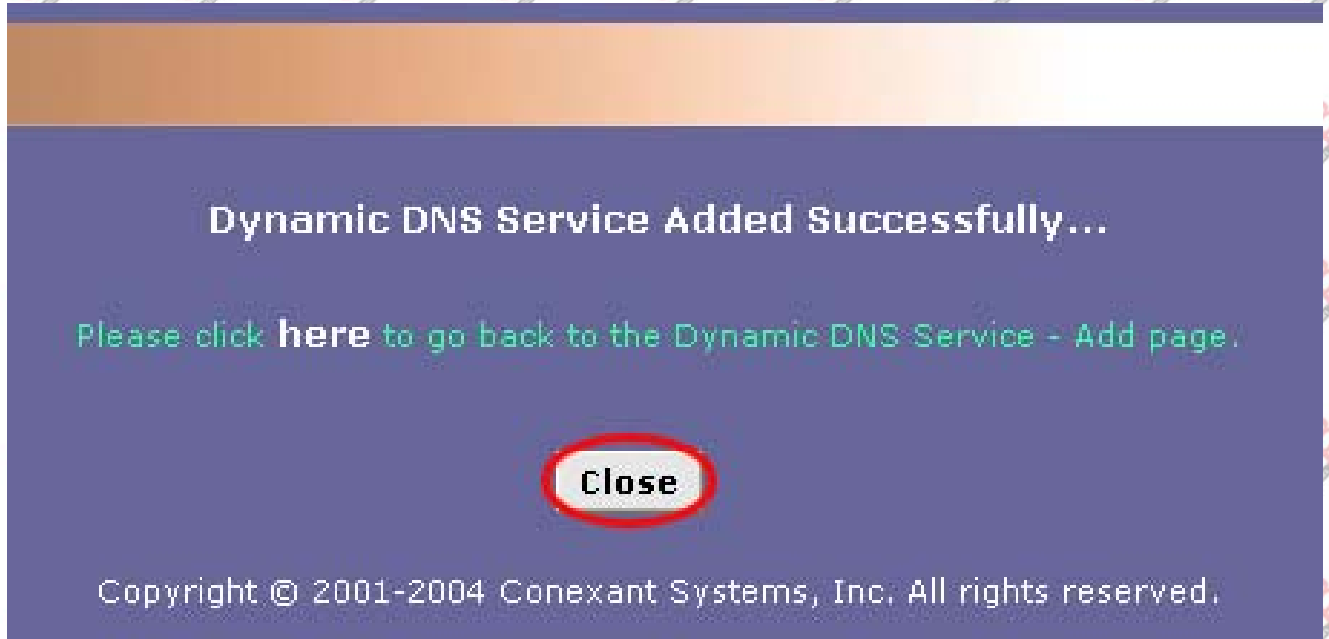 Dynamic DNS Service Added Successfully...
Please click here to go back to the Dynamic DNS Service - Add page.
Close
Copyright © 2001-2004 Conexant Systems, Inc. All rights reserved.